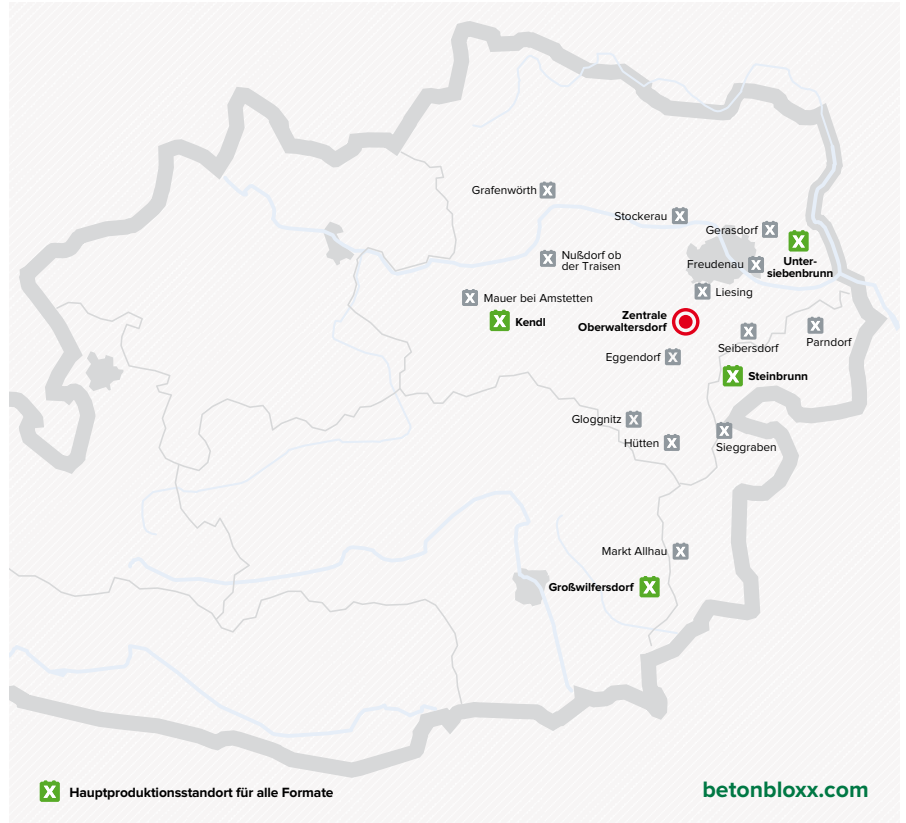 Grafenwörth
Stockerau
Gerasdorf
Nußdorf ob
der Traisen
Freudenau
Unter-
siebenbrunn
Mauer bei Amstetten
Liesing
Kendl
Zentrale
Oberwaltersdorf
Seibersdorf
Parndorf
Eggendorf
Steinbrunn
Gloggnitz
Hütten
Sieggraben
Markt Allhau
Großwilfersdorf
Hauptproduktionsstandort für alle Formate
betonbloxx.com